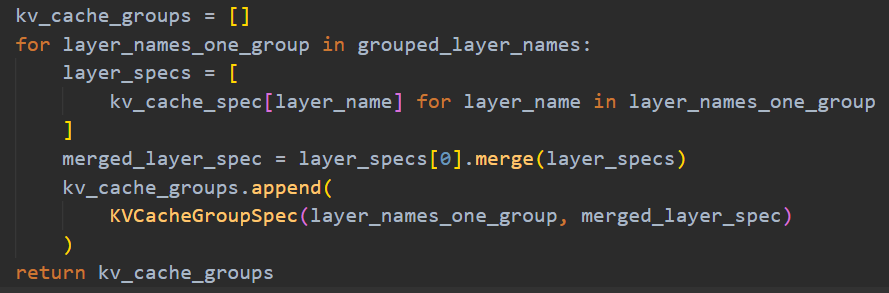 kv_cache_groups = []
for layer_names_one_group in grouped_layer_names:
    layer_specs = [
        kv_cache_spec[layer_name] for layer_name in layer_names_one_group
    ]
    merged_layer_spec = layer_specs[0].merge(layer_specs)
    kv_cache_groups.append(
        KVCacheGroupSpec(layer_names_one_group, merged_layer_spec)
    )
return kv_cache_groups